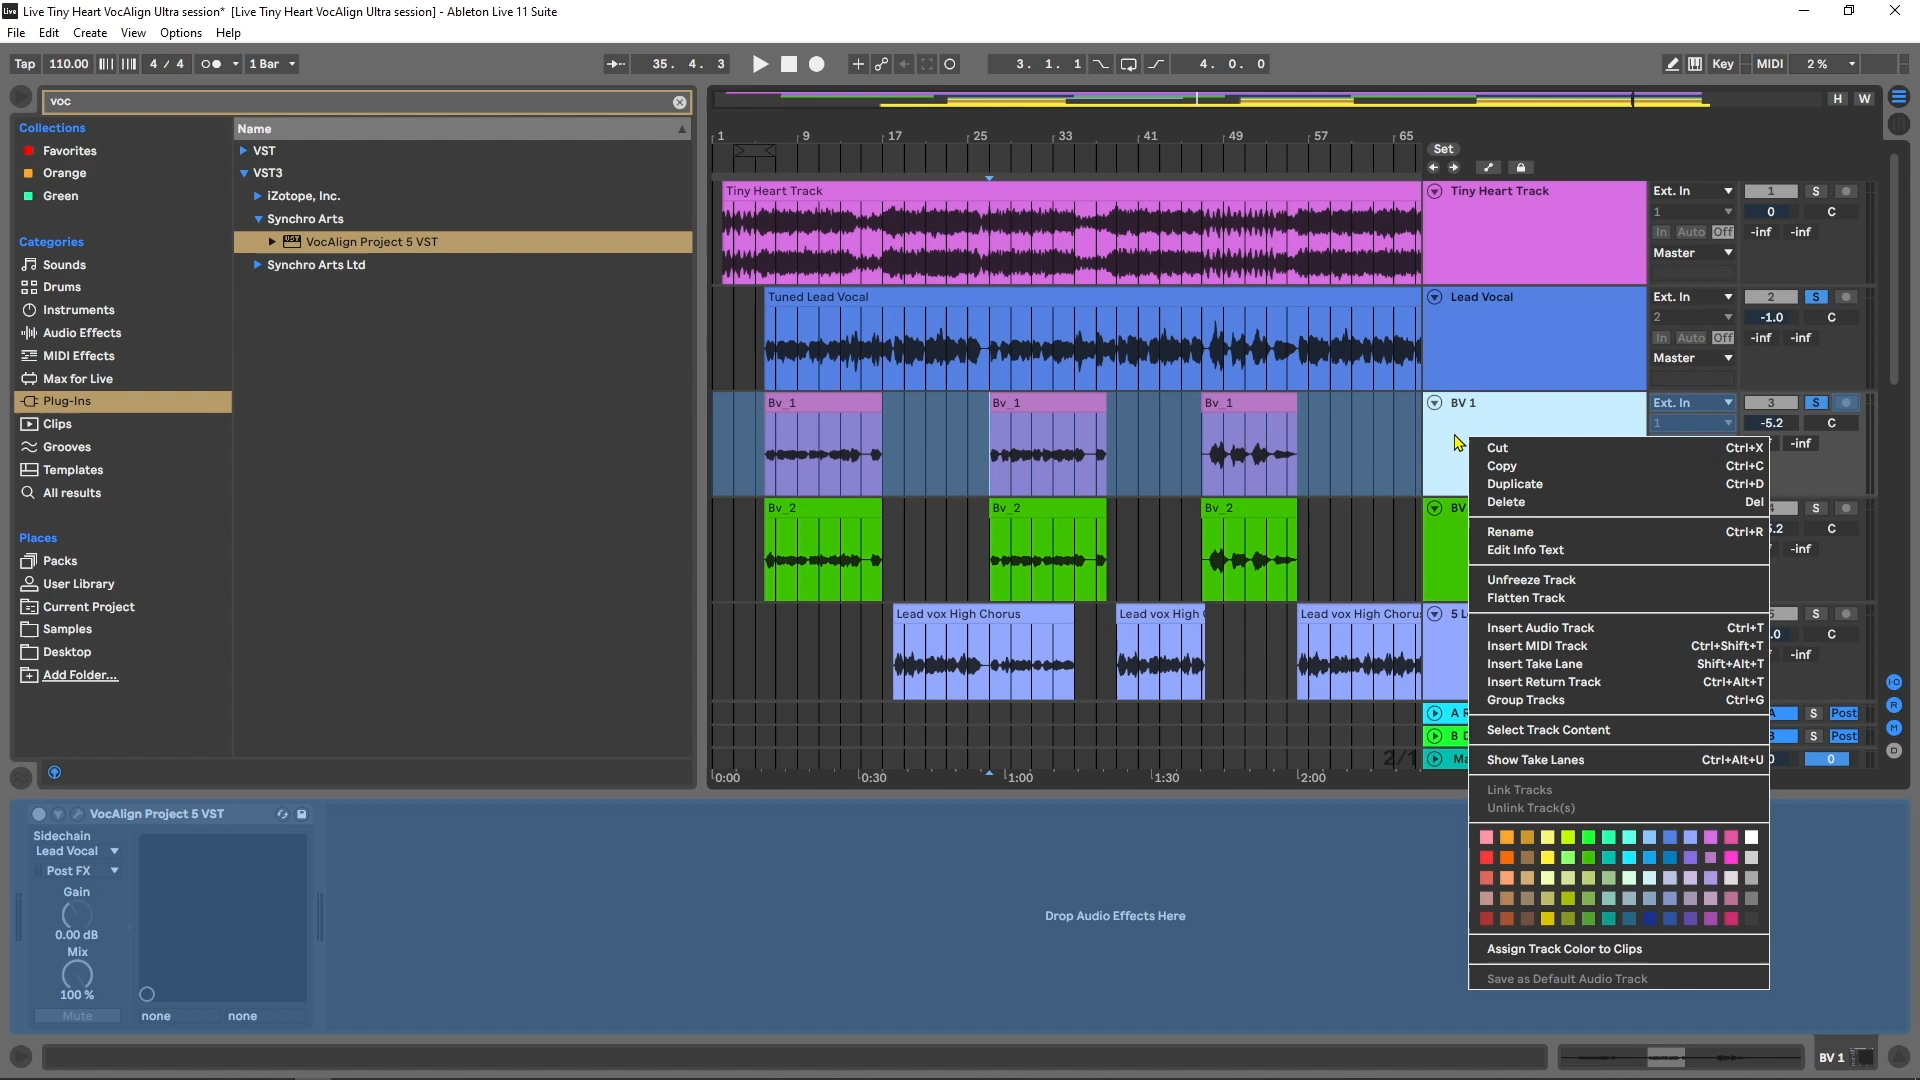 Live Tiny Heart VocAlign Ultra session* [Live Tiny Heart VocAlign Ultra session] - Ableton Live 11 Suite
File Edit Create View Options Help
Tap 110.00 4 / 4 1 Bar 35. 4. 3 3. 1. 1 4. 0. 0 Key MIDI 2 %
voc
H W
Collections
Favorites
Orange
Green
Categories
Sounds
Drums
Instruments
Audio Effects
MIDI Effects
Max for Live
Plug-Ins
Clips
Grooves
Templates
All results
Places
Packs
User Library
Current Project
Samples
Desktop
Add Folder...
Name
VST
VST3
iZotope, Inc.
Synchro Arts
VocAlign Project 5 VST
Synchro Arts Ltd
1 9 17 25 33 41 49 57 65
Set
Tiny Heart Track
Tiny Heart Track
Ext. In 1 S
1 0 C
In Auto Off -inf -inf
Master
Tuned Lead Vocal
Lead Vocal
Ext. In 2 S
2 -1.0 C
In Auto Off -inf -inf
Master
Bv_1 Bv_1 Bv_1
BV 1
Ext. In 3 S
1 -5.2 C
-inf
Bv_2 Bv_2 Bv_2
BV
S
5.2 C
-inf
Lead vox High Chorus Lead vox High Lead vox High Choru
5 L
S
.0 C
-inf
A S Post
B S Post
2/1 Ma 0
0:00 0:30 1:00 1:30 2:00
Cut Ctrl+X
Copy Ctrl+C
Duplicate Ctrl+D
Delete Del
Rename Ctrl+R
Edit Info Text
Unfreeze Track
Flatten Track
Insert Audio Track Ctrl+T
Insert MIDI Track Ctrl+Shift+T
Insert Take Lane Shift+Alt+T
Insert Return Track Ctrl+Alt+T
Group Tracks Ctrl+G
Select Track Content
Show Take Lanes Ctrl+Alt+U
Link Tracks
Unlink Track(s)
Assign Track Color to Clips
Save as Default Audio Track
I·O
R
M
D
VocAlign Project 5 VST
Sidechain
Lead Vocal
Post FX
Gain
0.00 dB
Mix
100 %
Mute none none
Drop Audio Effects Here
BV 1